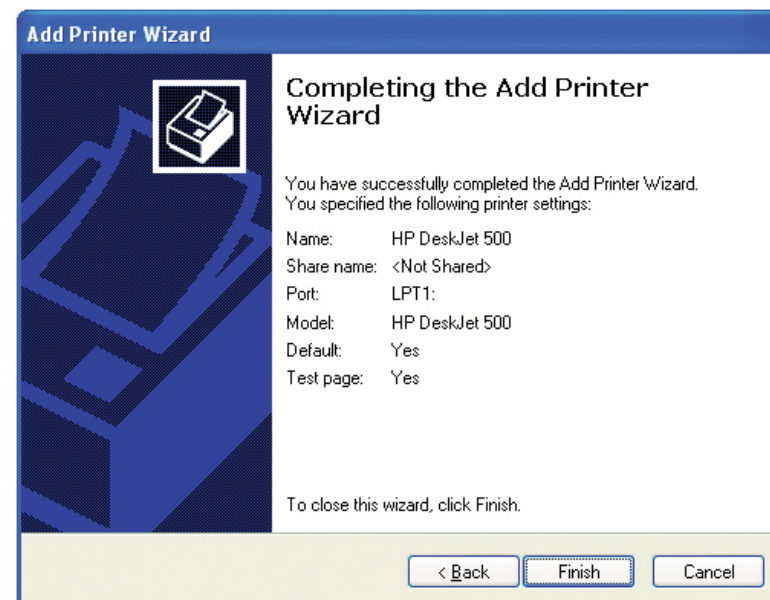 Add Printer Wizard
Completing the Add Printer
Wizard
You have successfully completed the Add Printer Wizard.
You specified the following printer settings:
Name: HP DeskJet 500
Share name: <Not Shared>
Port: LPT1:
Model: HP DeskJet 500
Default: Yes
Test page: Yes
To close this wizard, click Finish.
< Back Finish Cancel